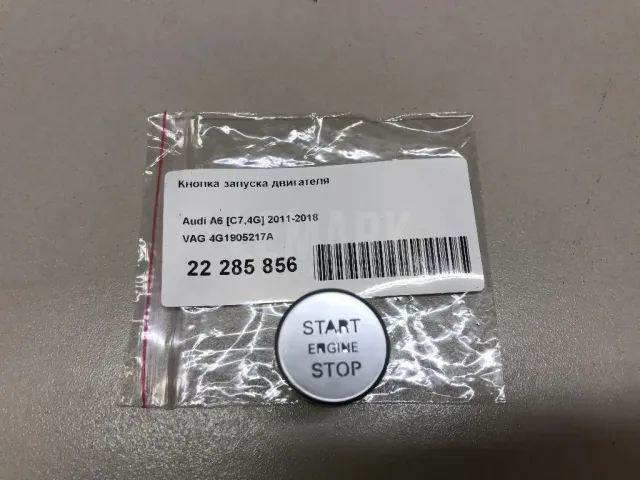 Кнопка запуска двигателя
Audi A6 [C7,4G] 2011-2018
VAG 4G1905217A
22 285 856
START
ENGINE
STOP